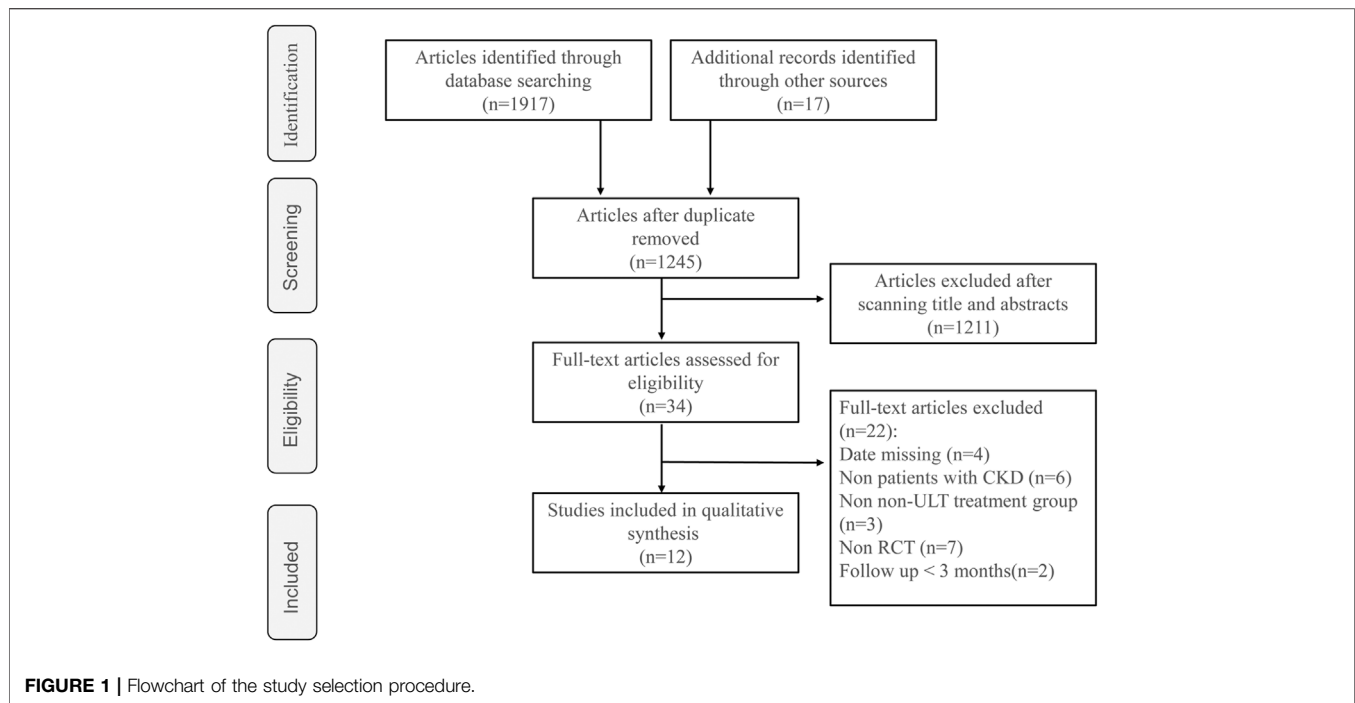 Identification
Articles identified through
database searching
(n=1917)
Additional records identified
through other sources
(n=17)
Screening
Articles after duplicate
removed
(n=1245)
Articles excluded after
scanning title and abstracts
(n=1211)
Eligibility
Full-text articles assessed for
eligibility
(n=34)
Full-text articles excluded
(n=22):
Date missing (n=4)
Non patients with CKD (n=6)
Non non-ULT treatment group
(n=3)
Non RCT (n=7)
Follow up < 3 months(n=2)
Included
Studies included in qualitative
synthesis
(n=12)
FIGURE 1 | Flowchart of the study selection procedure.